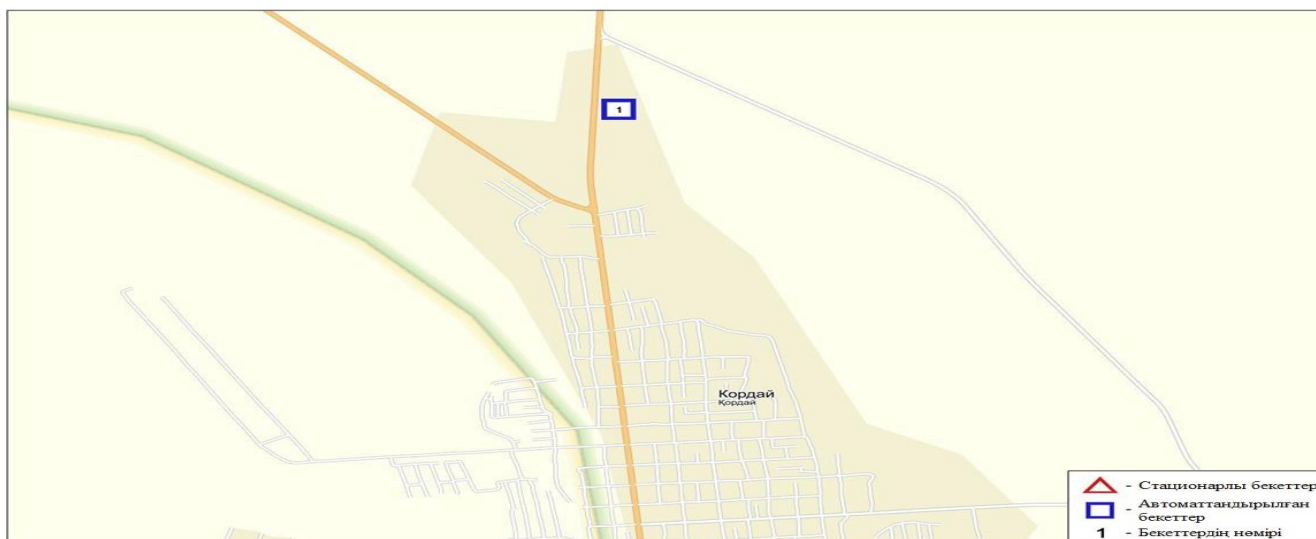 1
Кордай
Қордай
- Стационарлы бекеттер
- Автоматтандырылған
бекеттер
1 - Бекеттердің нөмірі